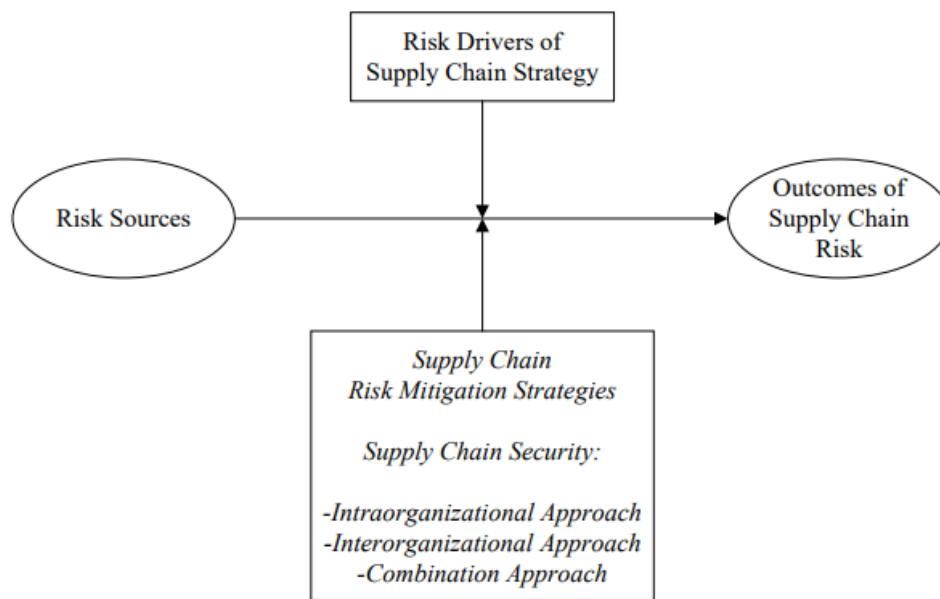 Risk Drivers of
Supply Chain Strategy
Risk Sources
Outcomes of
Supply Chain
Risk
Supply Chain
Risk Mitigation Strategies
Supply Chain Security:
-Intraorganizational Approach
-Interorganizational Approach
-Combination Approach